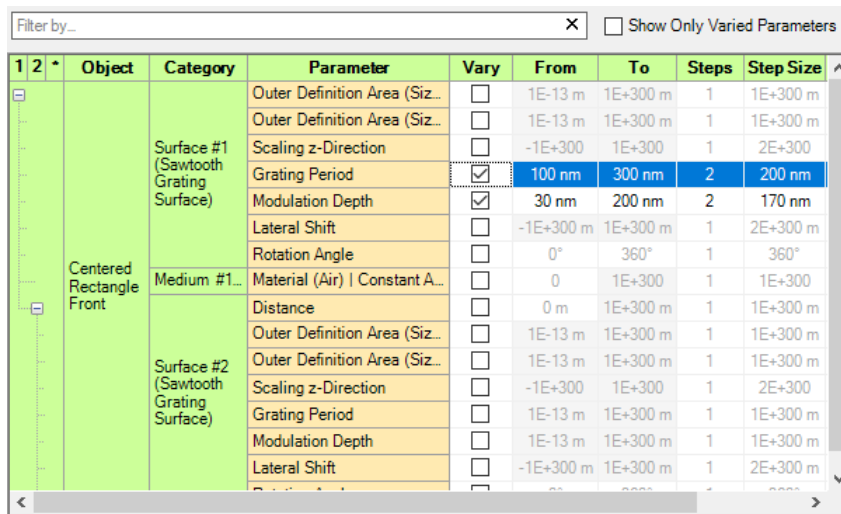 Filter by... × Show Only Varied Parameters
1 2 * Object Category Parameter Vary From To Steps Step Size
Outer Definition Area (Siz... 1E-13 m 1E+300 m 1 1E+300 m
Outer Definition Area (Siz... 1E-13 m 1E+300 m 1 1E+300 m
Surface #1 Scaling z-Direction -1E+300 1E+300 1 2E+300
(Sawtooth
Grating Grating Period 100 nm 300 nm 2 200 nm
Surface) Modulation Depth 30 nm 200 nm 2 170 nm
Lateral Shift -1E+300 m 1E+300 m 1 2E+300 m
Rotation Angle 0° 360° 1 360°
Centered
Rectangle Medium #1... Material (Air) | Constant A... 0 1E+300 1 1E+300
Front Distance 0 m 1E+300 m 1 1E+300 m
Outer Definition Area (Siz... 1E-13 m 1E+300 m 1 1E+300 m
Outer Definition Area (Siz... 1E-13 m 1E+300 m 1 1E+300 m
Surface #2
(Sawtooth Scaling z-Direction -1E+300 1E+300 1 2E+300
Grating Grating Period 1E-13 m 1E+300 m 1 1E+300 m
Surface) Modulation Depth 1E-13 m 1E+300 m 1 1E+300 m
Lateral Shift -1E+300 m 1E+300 m 1 2E+300 m